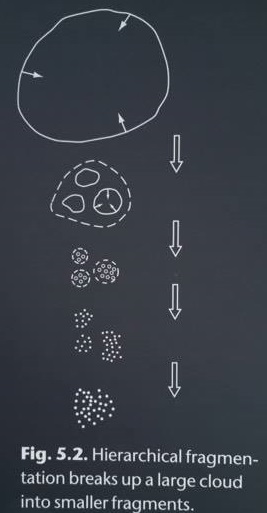 Fig. 5.2. Hierarchical fragmen-
tation breaks up a large cloud
into smaller fragments.